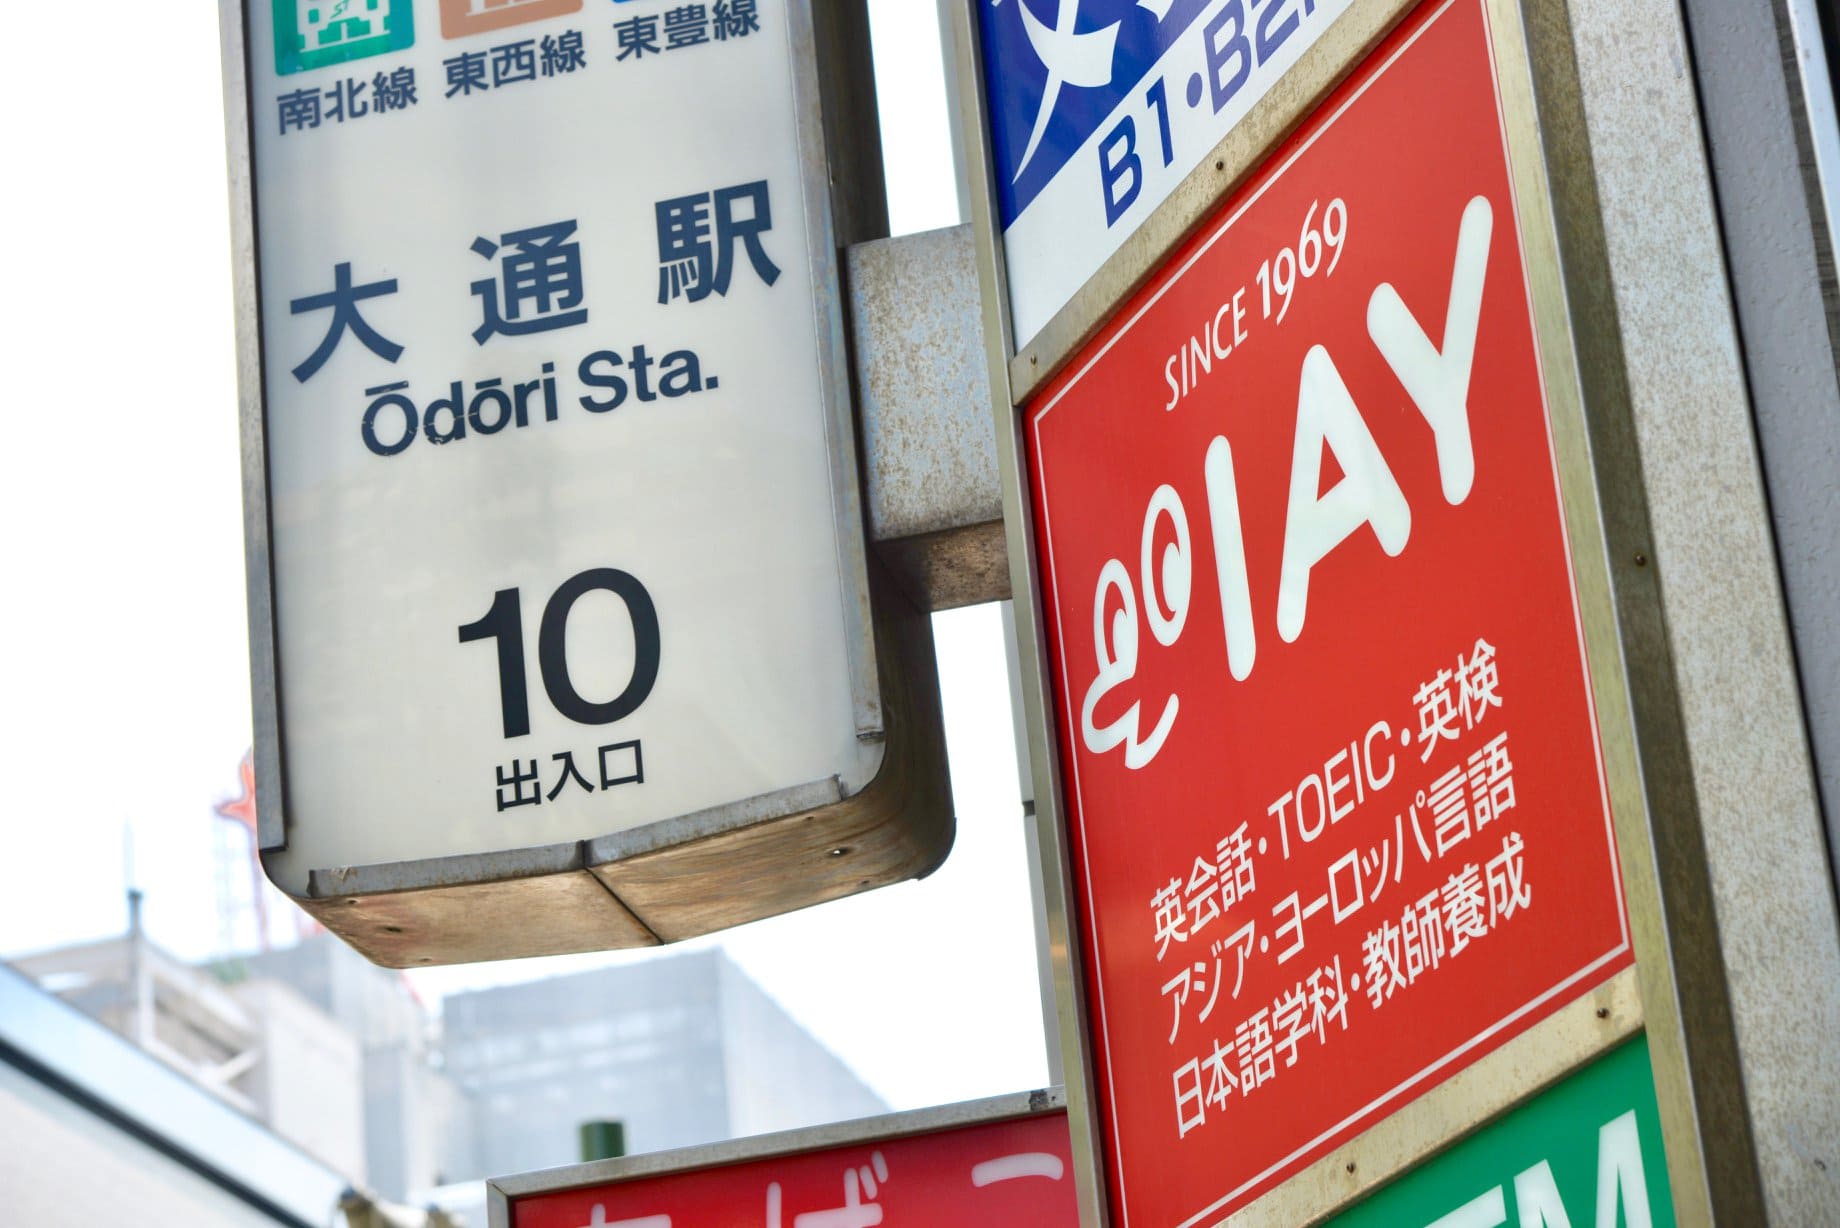 南北線 東西線 東豊線
大通駅
Ōdōri Sta.
10
出入口
B1・B2
SINCE 1969
IAY
英会話・TOEIC・英検
アジア・ヨーロッパ言語
日本語学科・教師養成